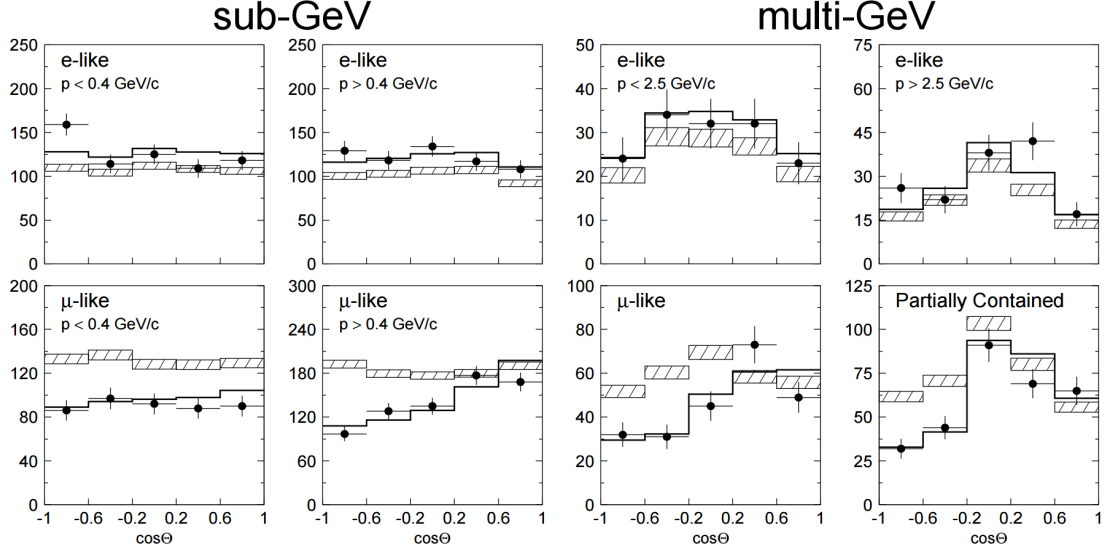 sub-GeV multi-GeV
250
200
150
100
50
0
e-like
p < 0.4 GeV/c
250
200
150
100
50
0
e-like
p > 0.4 GeV/c
50
40
30
20
10
0
e-like
p < 2.5 GeV/c
75
60
45
30
15
0
e-like
p > 2.5 GeV/c
200
160
120
80
40
0
μ-like
p < 0.4 GeV/c
-1 -0.6 -0.2 0.2 0.6 1
cosΘ
300
240
180
120
60
0
μ-like
p > 0.4 GeV/c
-1 -0.6 -0.2 0.2 0.6 1
cosΘ
100
80
60
40
20
0
μ-like
-1 -0.6 -0.2 0.2 0.6 1
cosΘ
125
100
75
50
25
0
Partially Contained
-1 -0.6 -0.2 0.2 0.6 1
cosΘ